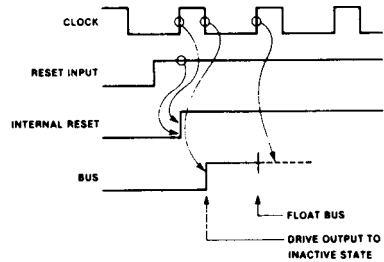 CLOCK
RESET INPUT
INTERNAL RESET
BUS
FLOAT BUS
DRIVE OUTPUT TO
INACTIVE STATE